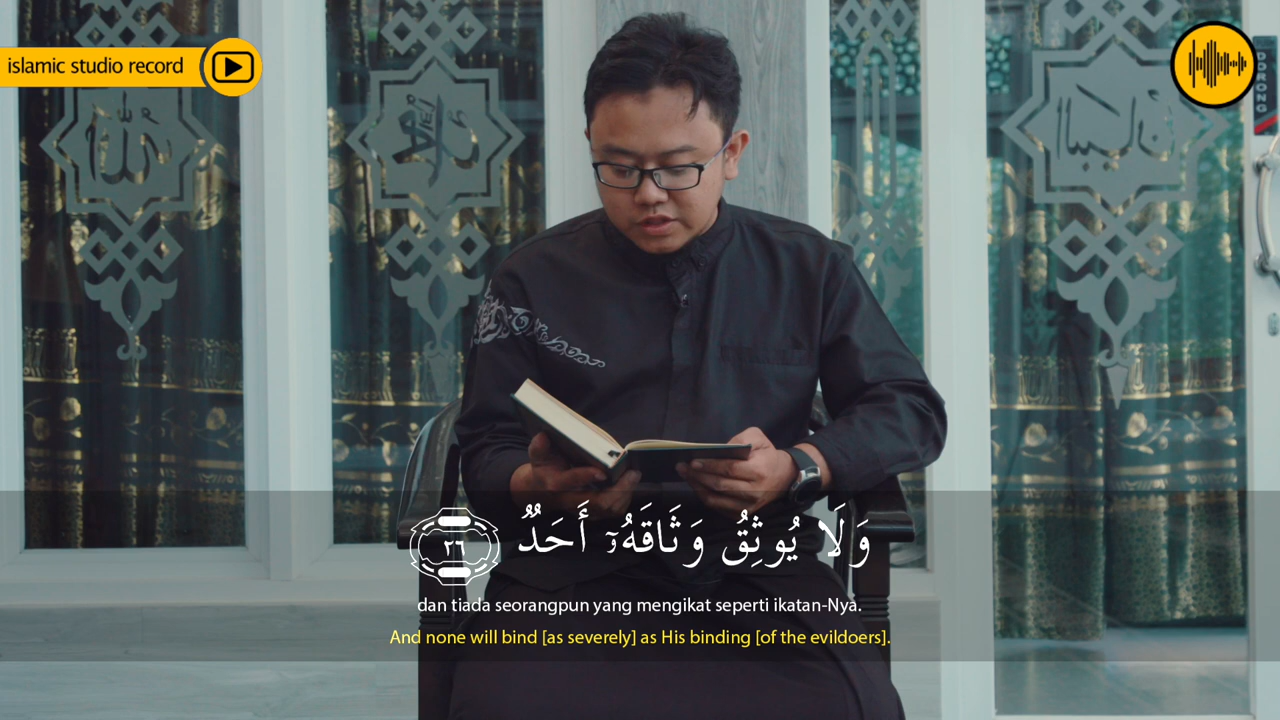 islamic studio record
DORONG
وَلَا يُوثِقُ وَثَاقَهُۥٓ أَحَدٌ ٢٦
dan tiada seorangpun yang mengikat seperti ikatan-Nya.
And none will bind [as severely] as His binding [of the evildoers].